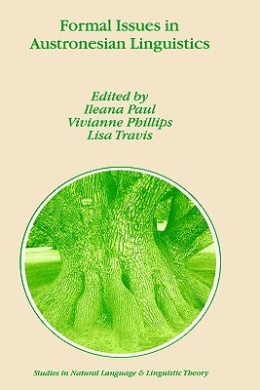 Formal Issues in
Austronesian Linguistics
Edited by
Ileana Paul
Vivianne Phillips
Lisa Travis
Studies in Natural Language & Linguistic Theory